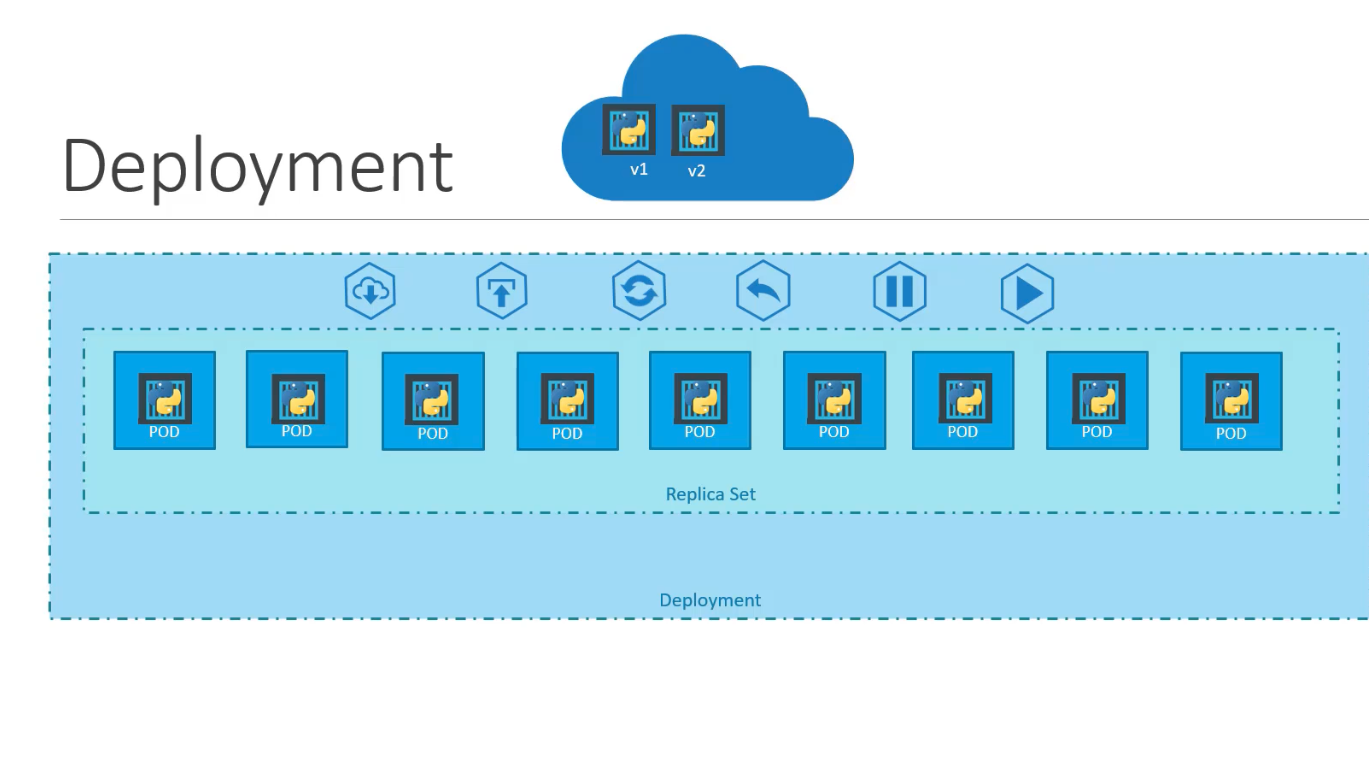 Deployment
v1 v2
POD POD POD POD POD POD POD POD POD
Replica Set
Deployment